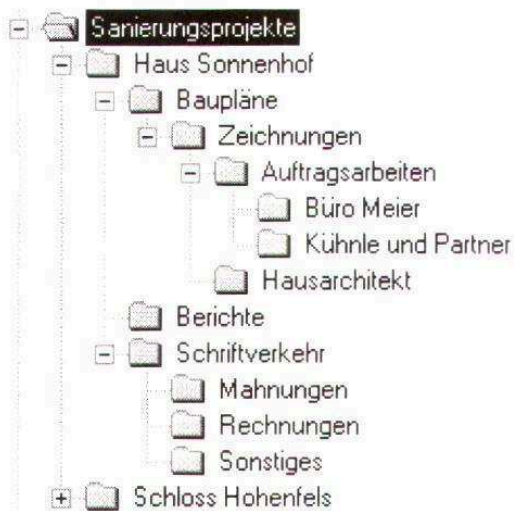 Sanierungsprojekte
Haus Sonnenhof
Baupläne
Zeichnungen
Auftragsarbeiten
Büro Meier
Kühnle und Partner
Hausarchitekt
Berichte
Schriftverkehr
Mahnungen
Rechnungen
Sonstiges
Schloss Hohenfels